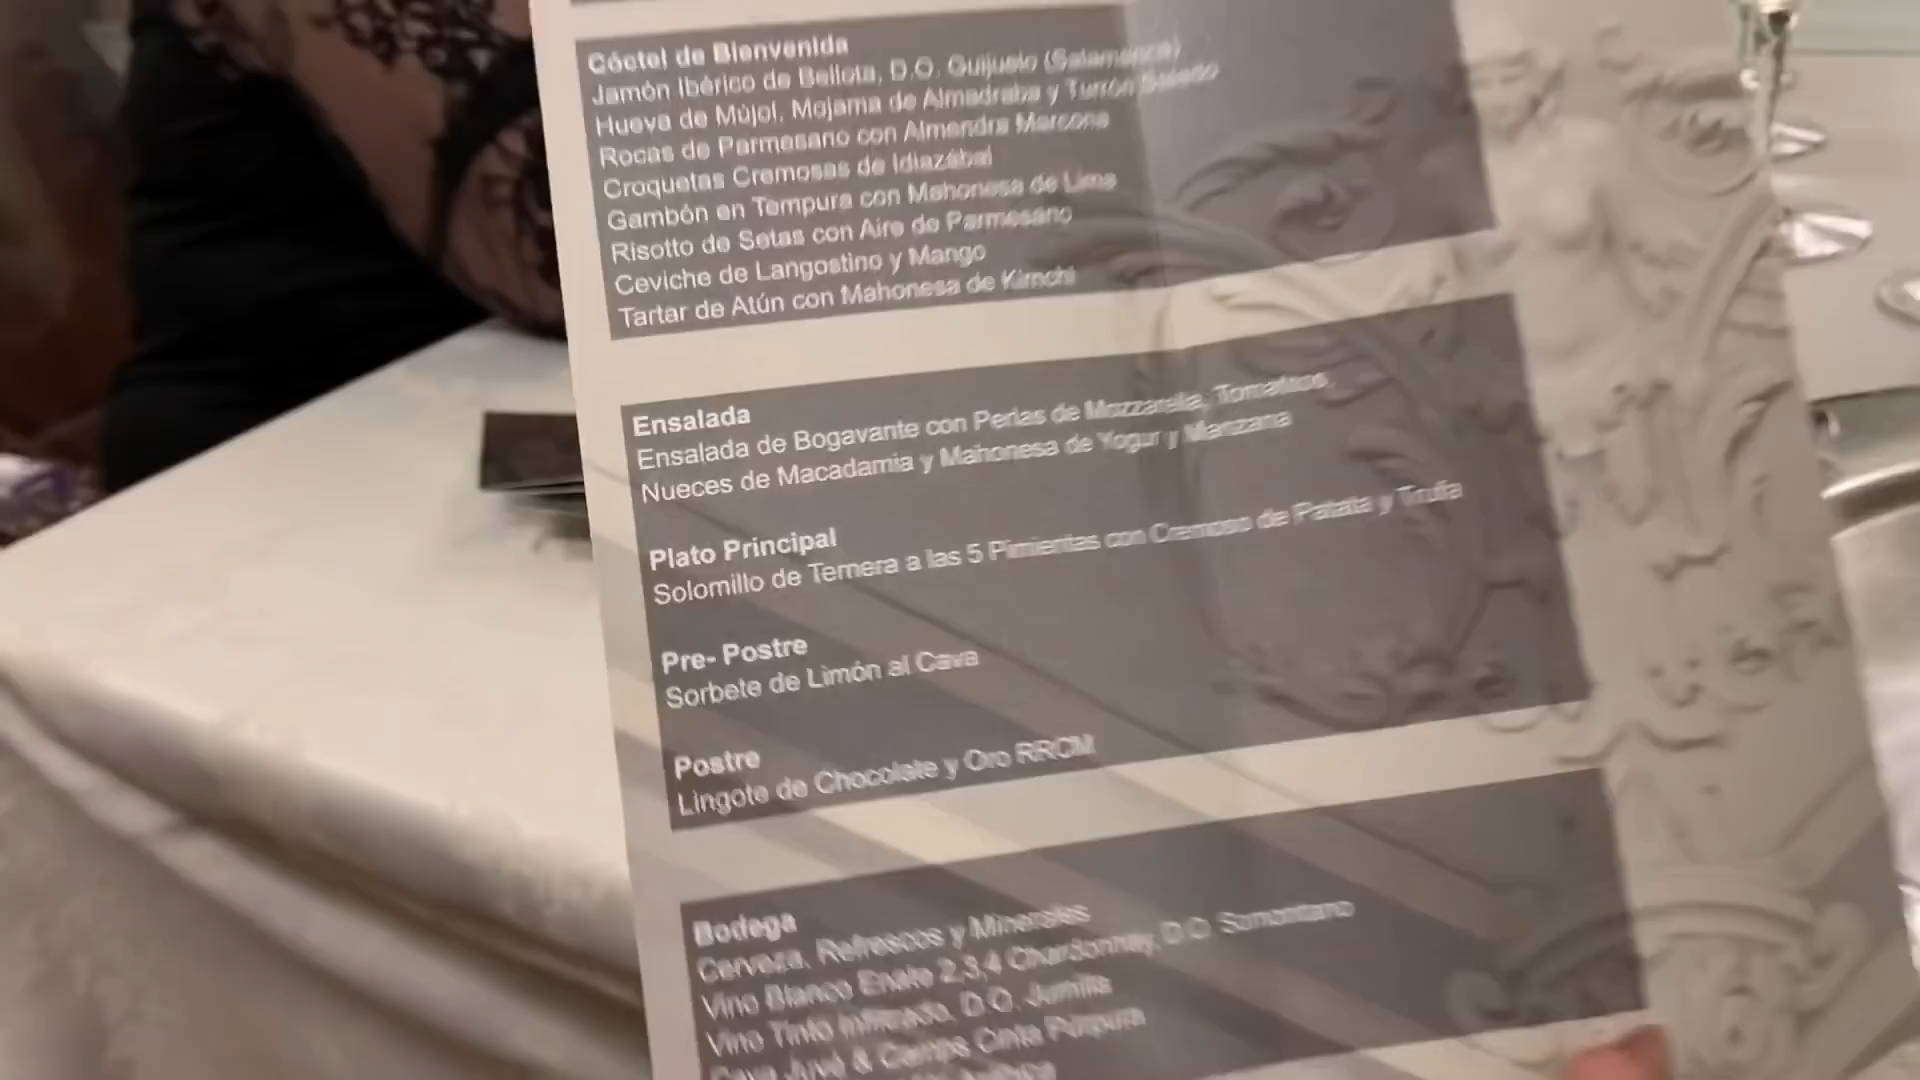 Cóctel de Bienvenida
Jamón Ibérico de Bellota, D.O. Guijuelo (Salamanca)
Hueva de Mújol, Mojama de Almadraba y Turrón Salado
Rocas de Parmesano con Almendra Marcona
Croquetas Cremosas de Idiazábal
Gambón en Tempura con Mahonesa de Lima
Risotto de Setas con Aire de Parmesano
Ceviche de Langostino y Mango
Tartar de Atún con Mahonesa de Kimchi
Ensalada
Ensalada de Bogavante con Perlas de Mozzarella, Tomatitos,
Nueces de Macadamia y Mahonesa de Yogur y Manzana
Plato Principal
Solomillo de Ternera a las 5 Pimientas con Cremoso de Patata y Trufa
Pre- Postre
Sorbete de Limón al Cava
Postre
Lingote de Chocolate y Oro RRCM
Bodega
Cerveza, Refrescos y Minerales
Vino Blanco Enate 2,3,4 Chardonnay, D.O Somontano
Vino Tinto Infiltrado, D.O. Jumilla
Cava Juvé & Camps Cinta Púrpura